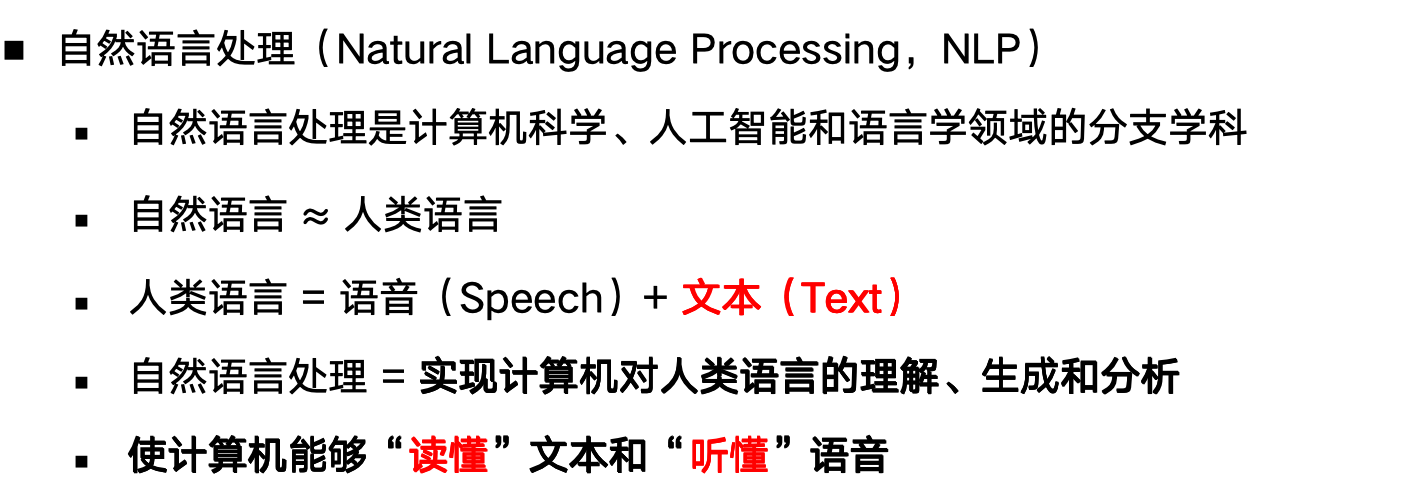 ▪ 自然语言处理（Natural Language Processing，NLP）
▪ 自然语言处理是计算机科学、人工智能和语言学领域的分支学科
▪ 自然语言 ≈ 人类语言
▪ 人类语言 = 语音（Speech）+ 文本（Text）
▪ 自然语言处理 = 实现计算机对人类语言的理解、生成和分析
▪ 使计算机能够“读懂”文本和“听懂”语音